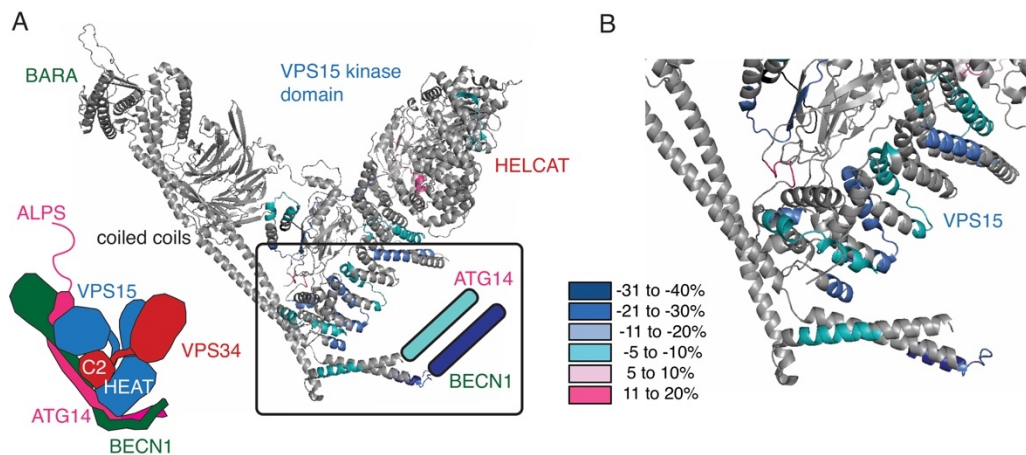 A
BARA
VPS15 kinase
domain
HELCAT
ALPS
coiled coils
VPS15
VPS34
C2
HEAT
ATG14
BECN1
ATG14
BECN1
B
VPS15
-31 to -40%
-21 to -30%
-11 to -20%
-5 to -10%
5 to 10%
11 to 20%